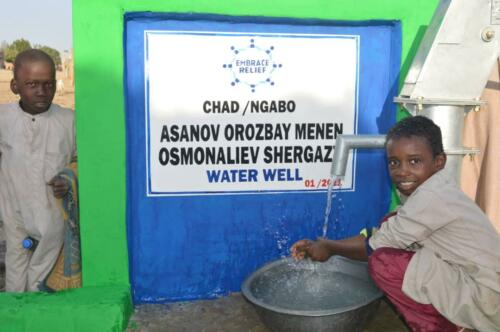 EMBRACE
RELIEF
CHAD / NGABO
ASANOV OROZBAY MENEN
OSMONALIEV SHERGAZY
WATER WELL